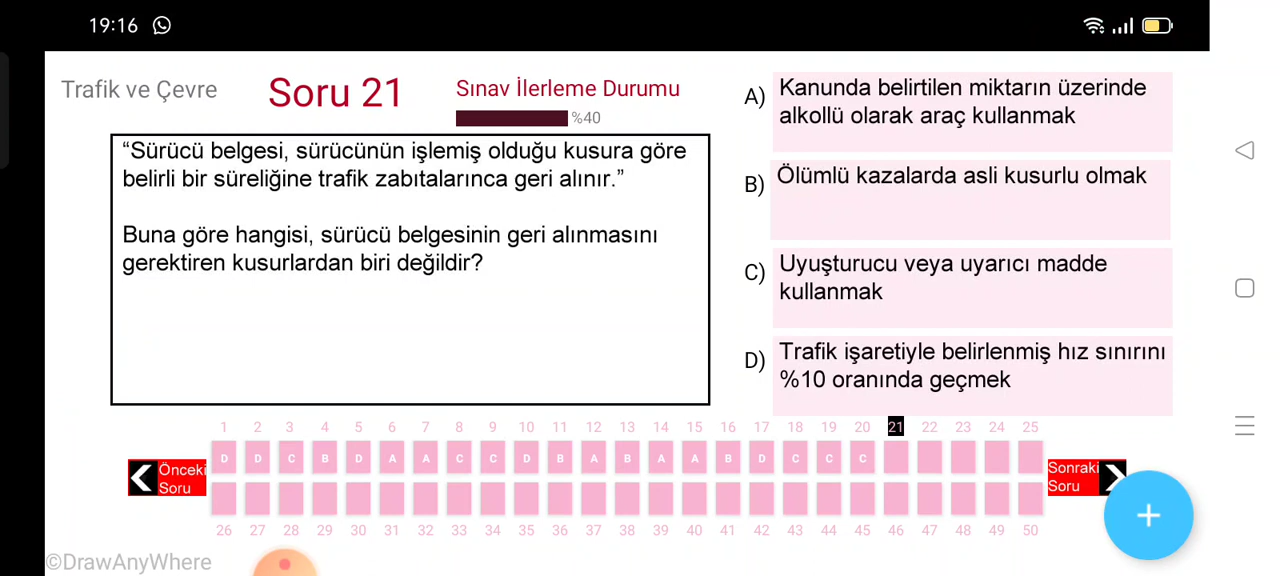 19:16
Trafik ve Çevre
Soru 21
Sınav İlerleme Durumu
%40
“Sürücü belgesi, sürücünün işlemiş olduğu kusura göre
belirli bir süreliğine trafik zabıtalarınca geri alınır.”
Buna göre hangisi, sürücü belgesinin geri alınmasını
gerektiren kusurlardan biri değildir?
A) Kanunda belirtilen miktarın üzerinde
alkollü olarak araç kullanmak
B) Ölümlü kazalarda asli kusurlu olmak
C) Uyuşturucu veya uyarıcı madde
kullanmak
D) Trafik işaretiyle belirlenmiş hız sınırını
%10 oranında geçmek
1 2 3 4 5 6 7 8 9 10 11 12 13 14 15 16 17 18 19 20 21 22 23 24 25
D D C B D A A C C D B A B A A B D C C C
26 27 28 29 30 31 32 33 34 35 36 37 38 39 40 41 42 43 44 45 46 47 48 49 50
Önceki
Soru
Sonraki
Soru
©DrawAnyWhere